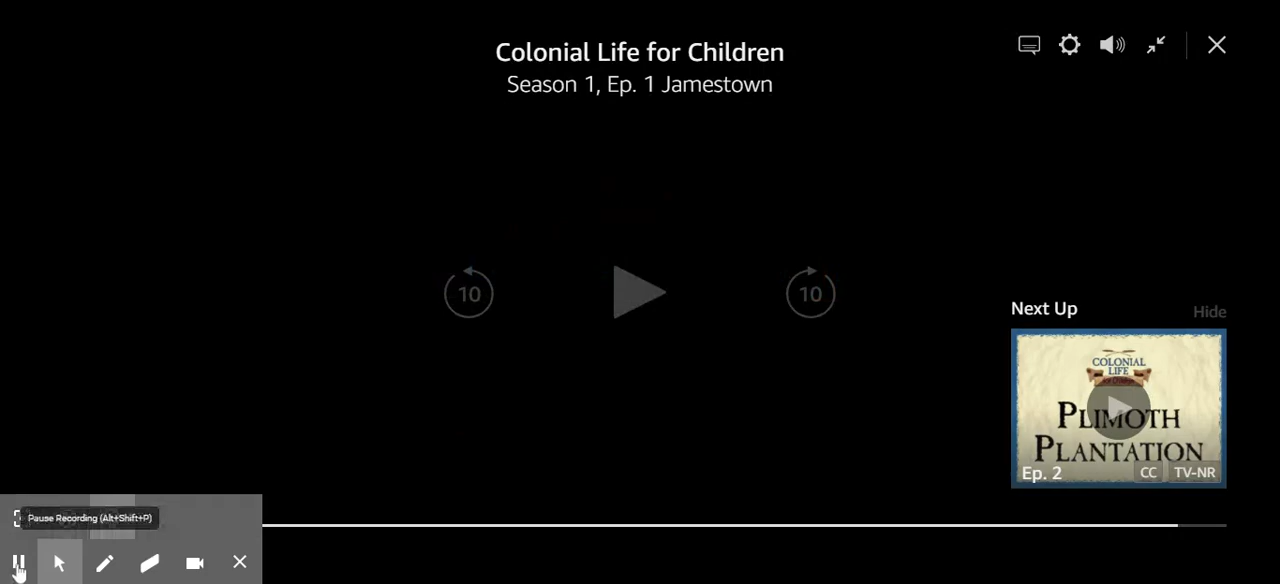 Colonial Life for Children
Season 1, Ep. 1 Jamestown
10
10
Next Up
Hide
COLONIAL
LIFE
PLIMOTH
PLANTATION
Ep. 2
CC
TV-NR
Pause Recording (Alt+Shift+P)